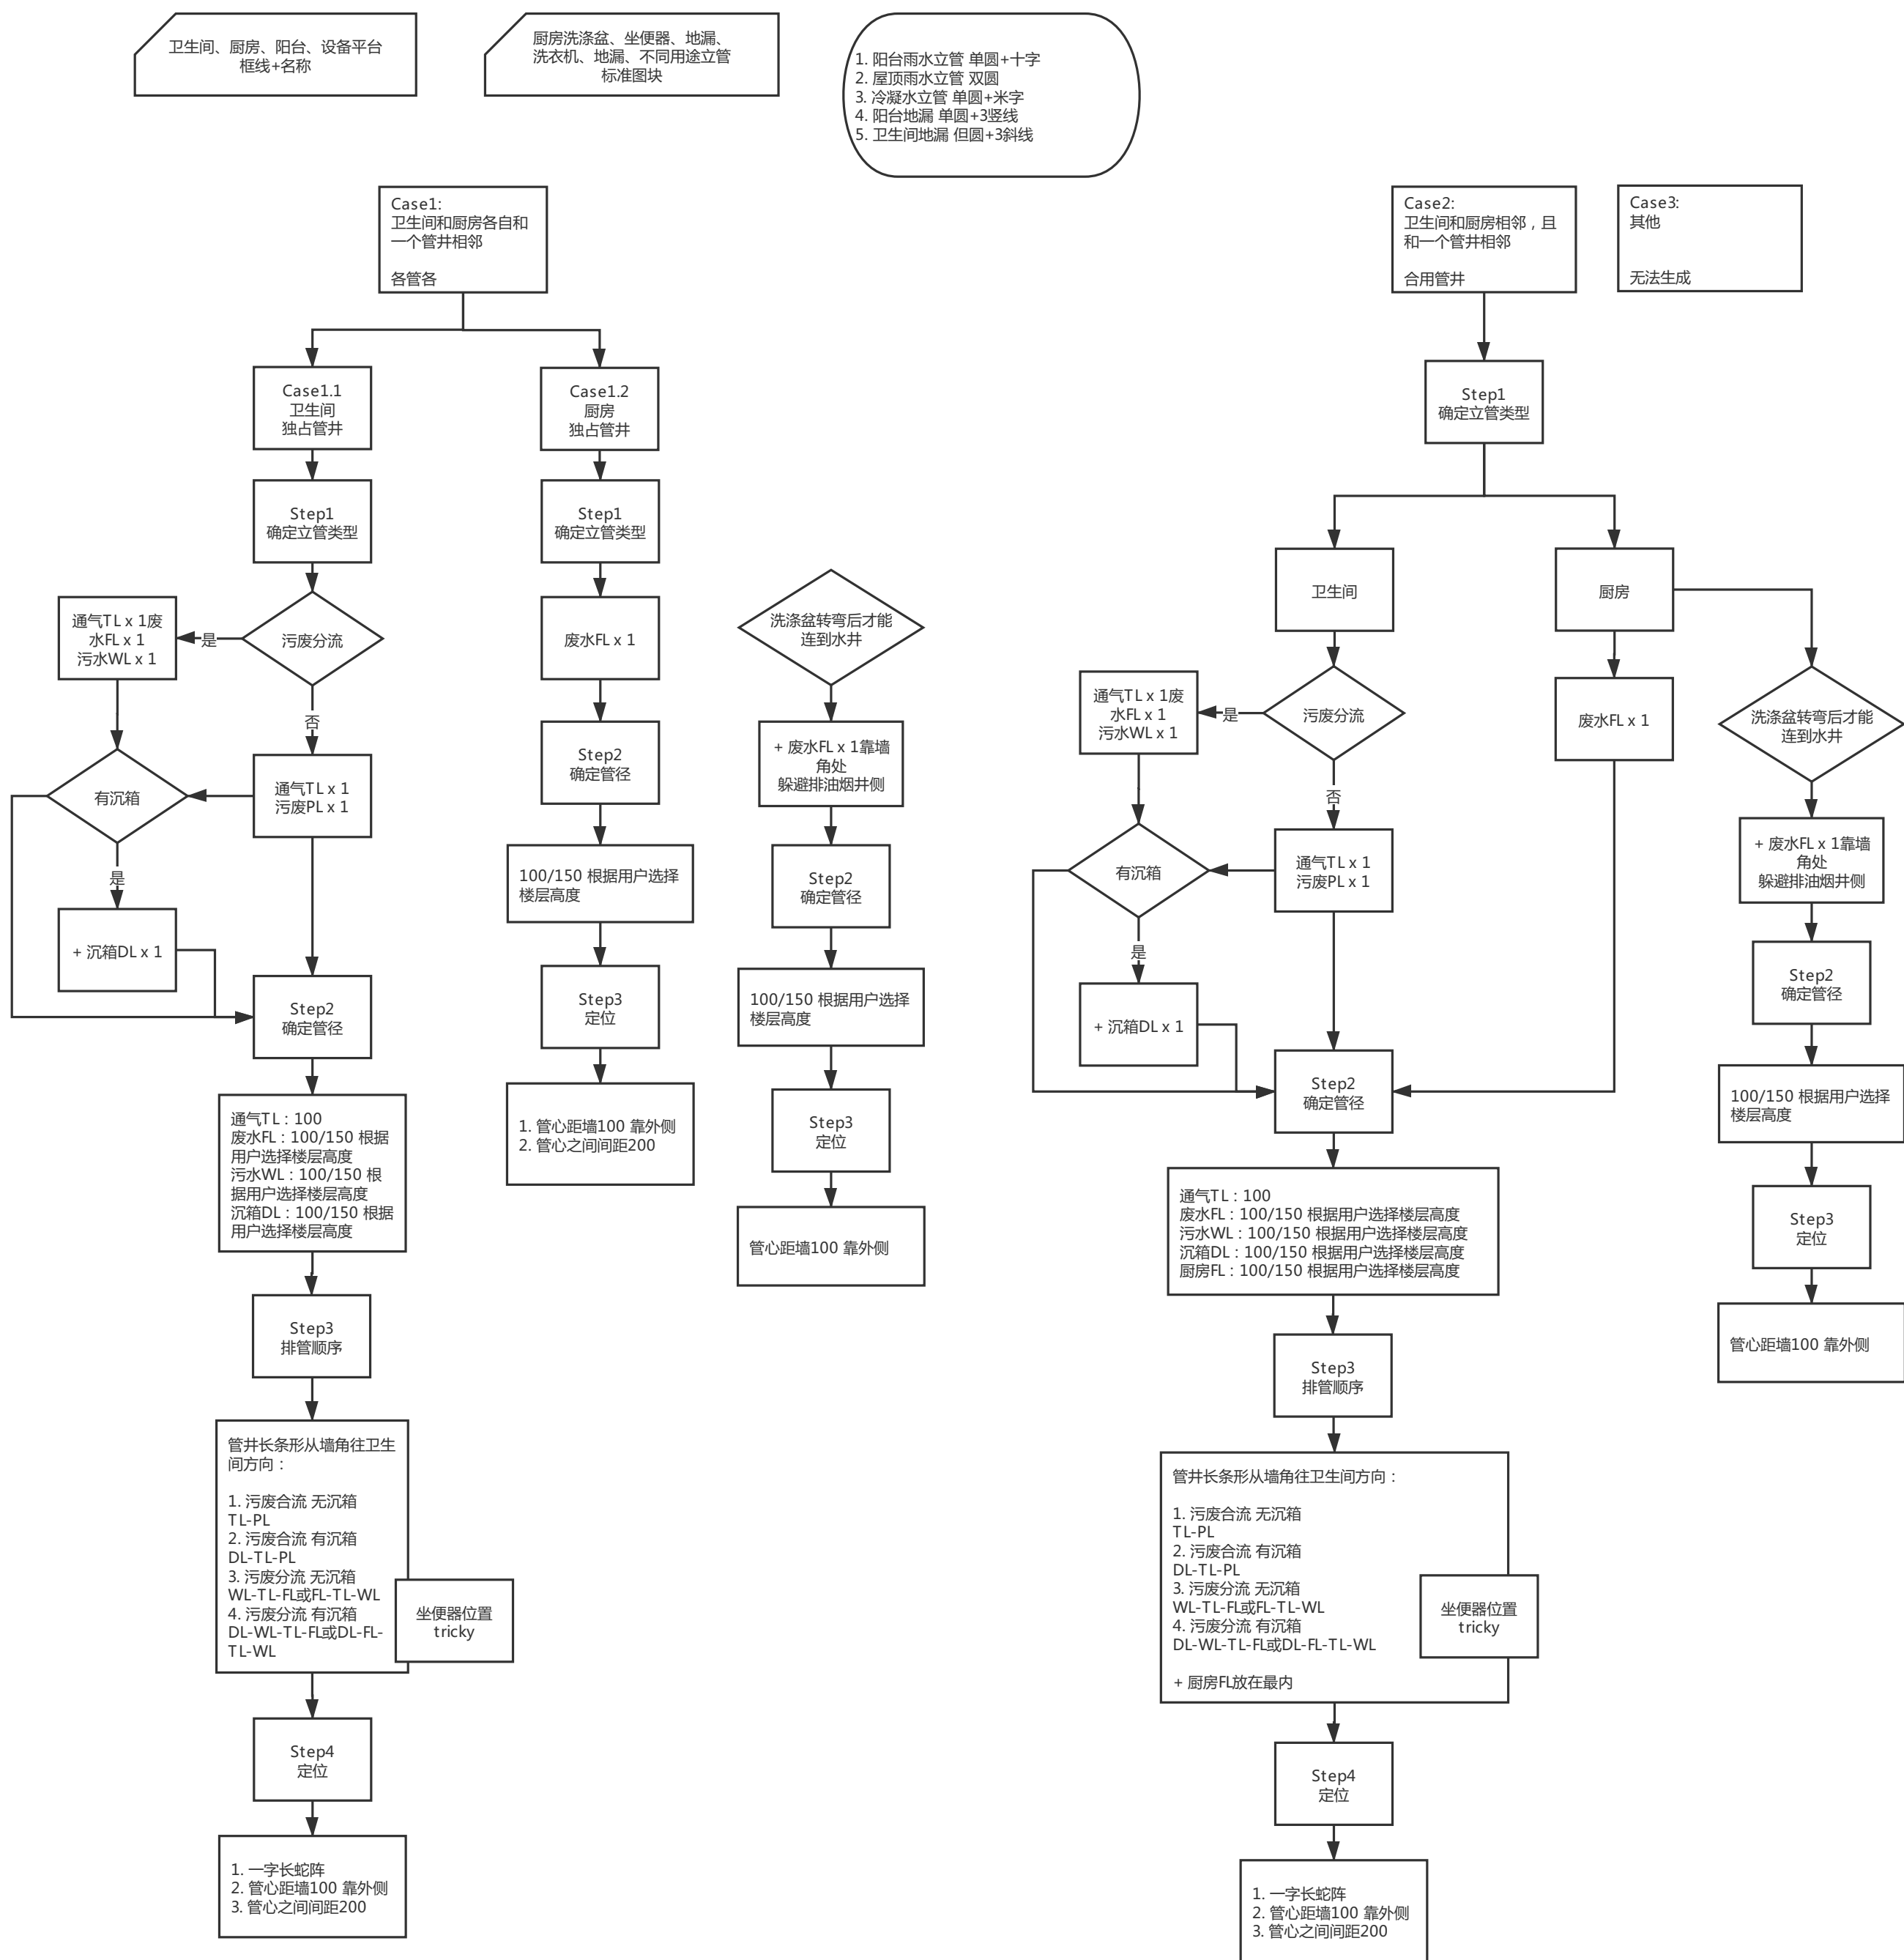 卫生间、厨房、阳台、设备平台
框线+名称
厨房洗涤盆、坐便器、地漏、
洗衣机、地漏、不同用途立管
标准图块
1. 阳台雨水立管 单圆+十字
2. 屋顶雨水立管 双圆
3. 冷凝水立管 单圆+米字
4. 阳台地漏 单圆+3竖线
5. 卫生间地漏 但圆+3斜线
Case1:
卫生间和厨房各自和
一个管井相邻
各管各
Case1.1
卫生间
独占管井
Step1
确定立管类型
污废分流
是
通气TL x 1废
水FL x 1
污水WL x 1
否
通气TL x 1
污废PL x 1
有沉箱
是
+ 沉箱DL x 1
Step2
确定管径
通气TL：100
废水FL：100/150 根据
用户选择楼层高度
污水WL：100/150 根
据用户选择楼层高度
沉箱DL：100/150 根据
用户选择楼层高度
Step3
排管顺序
管井长条形从墙角往卫生
间方向：
1. 污废合流 无沉箱
TL-PL
2. 污废合流 有沉箱
DL-TL-PL
3. 污废分流 无沉箱
WL-TL-FL或FL-TL-WL
4. 污废分流 有沉箱
DL-WL-TL-FL或DL-FL-
TL-WL
坐便器位置
tricky
Step4
定位
1. 一字长蛇阵
2. 管心距墙100 靠外侧
3. 管心之间间距200
Case1.2
厨房
独占管井
Step1
确定立管类型
废水FL x 1
Step2
确定管径
100/150 根据用户选择
楼层高度
Step3
定位
1. 管心距墙100 靠外侧
2. 管心之间间距200
洗涤盆转弯后才能
连到水井
+ 废水FL x 1靠墙
角处
躲避排油烟井侧
Step2
确定管径
100/150 根据用户选择
楼层高度
Step3
定位
管心距墙100 靠外侧
Case2:
卫生间和厨房相邻，且
和一个管井相邻
合用管井
Step1
确定立管类型
卫生间
污废分流
是
通气TL x 1废
水FL x 1
污水WL x 1
否
通气TL x 1
污废PL x 1
有沉箱
是
+ 沉箱DL x 1
厨房
废水FL x 1
Step2
确定管径
通气TL：100
废水FL：100/150 根据用户选择楼层高度
污水WL：100/150 根据用户选择楼层高度
沉箱DL：100/150 根据用户选择楼层高度
厨房FL：100/150 根据用户选择楼层高度
Step3
排管顺序
管井长条形从墙角往卫生间方向：
1. 污废合流 无沉箱
TL-PL
2. 污废合流 有沉箱
DL-TL-PL
3. 污废分流 无沉箱
WL-TL-FL或FL-TL-WL
4. 污废分流 有沉箱
DL-WL-TL-FL或DL-FL-TL-WL
+ 厨房FL放在最内
坐便器位置
tricky
Step4
定位
1. 一字长蛇阵
2. 管心距墙100 靠外侧
3. 管心之间间距200
洗涤盆转弯后才能
连到水井
+ 废水FL x 1靠墙
角处
躲避排油烟井侧
Step2
确定管径
100/150 根据用户选择
楼层高度
Step3
定位
管心距墙100 靠外侧
Case3:
其他
无法生成